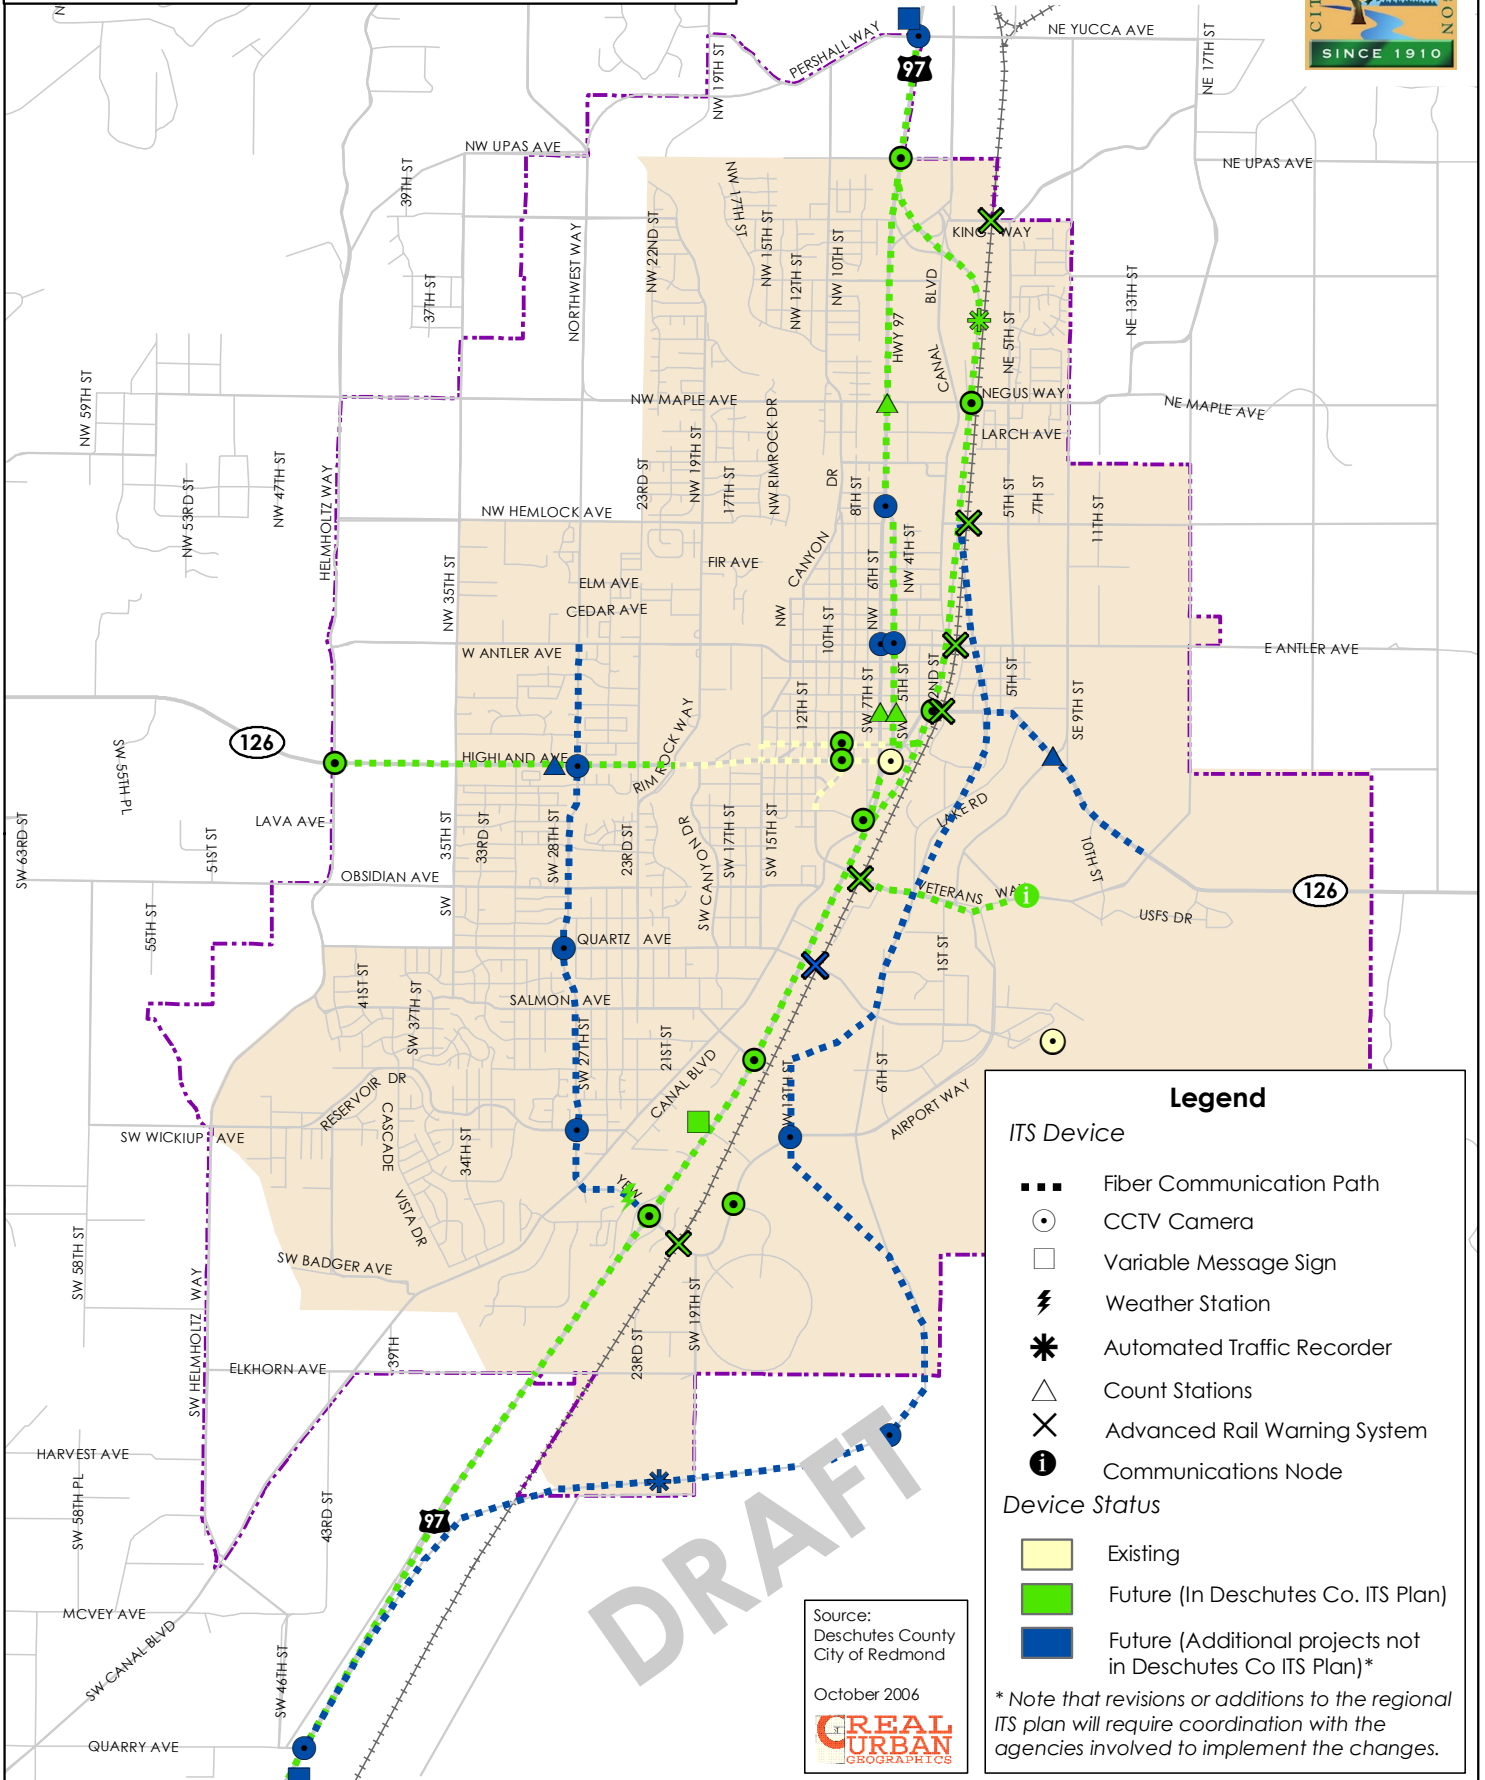 SINCE 1910
PERSHALL WAY
NE YUCCA AVE
97
NW 19TH ST
NE 17TH ST
NW UPAS AVE
NE UPAS AVE
39TH ST
NW 17TH ST
NW 22ND ST
NW 15TH ST
NORTHWEST WAY
NW 12TH ST
NW 10TH ST
KING WAY
37TH ST
HWY 97
CANAL BLVD
NE 5TH ST
NE 13TH ST
NW 59TH ST
NW MAPLE AVE
NEGUS WAY
NE MAPLE AVE
LARCH AVE
NW RIMROCK DR
NW 19TH ST
17TH ST
23RD ST
NW 47TH ST
NW 53RD ST
HELMHOLTZ WAY
NW HEMLOCK AVE
8TH ST
5TH ST
7TH ST
11TH ST
NW CANYON DR
FIR AVE
6TH ST
NW
NW 4TH ST
ELM AVE
CEDAR AVE
NW 35TH ST
10TH ST
W ANTLER AVE
E ANTLER AVE
12TH ST
SW 7TH ST
SW 5TH ST
2ND ST
5TH ST
SE 9TH ST
126
HIGHLAND AVE
RIM ROCK WAY
SW 55TH PL
SW 63RD ST
LAVA AVE
51ST ST
35TH ST
SW
33RD ST
SW 28TH ST
23RD ST
SW CANYON DR
SW 17TH ST
SW 15TH ST
LAKE RD
10TH ST
OBSIDIAN AVE
VETERANS WAY
i
126
USFS DR
55TH ST
QUARTZ AVE
1ST ST
41ST ST
SW 37TH ST
SALMON AVE
SW 27TH ST
21ST ST
CANAL BLVD
W 13TH ST
6TH ST
AIRPORT WAY
RESERVOIR DR
SW WICKIUP AVE
CASCADE VISTA DR
34TH ST
YEW
SW 58TH ST
SW BADGER AVE
SW HELMHOLTZ WAY
SW 19TH ST
23RD ST
39TH
ELKHORN AVE
HARVEST AVE
SW 58TH PL
43RD ST
97
MCVEY AVE
SW CANAL BLVD
SW 46TH ST
QUARRY AVE
DRAFT
Source:
Deschutes County
City of Redmond
October 2006
REAL
URBAN
GEOGRAPHICS
Legend
ITS Device
Fiber Communication Path
CCTV Camera
Variable Message Sign
Weather Station
Automated Traffic Recorder
Count Stations
Advanced Rail Warning System
i Communications Node
Device Status
Existing
Future (In Deschutes Co. ITS Plan)
Future (Additional projects not
in Deschutes Co ITS Plan)*
* Note that revisions or additions to the regional
ITS plan will require coordination with the
agencies involved to implement the changes.